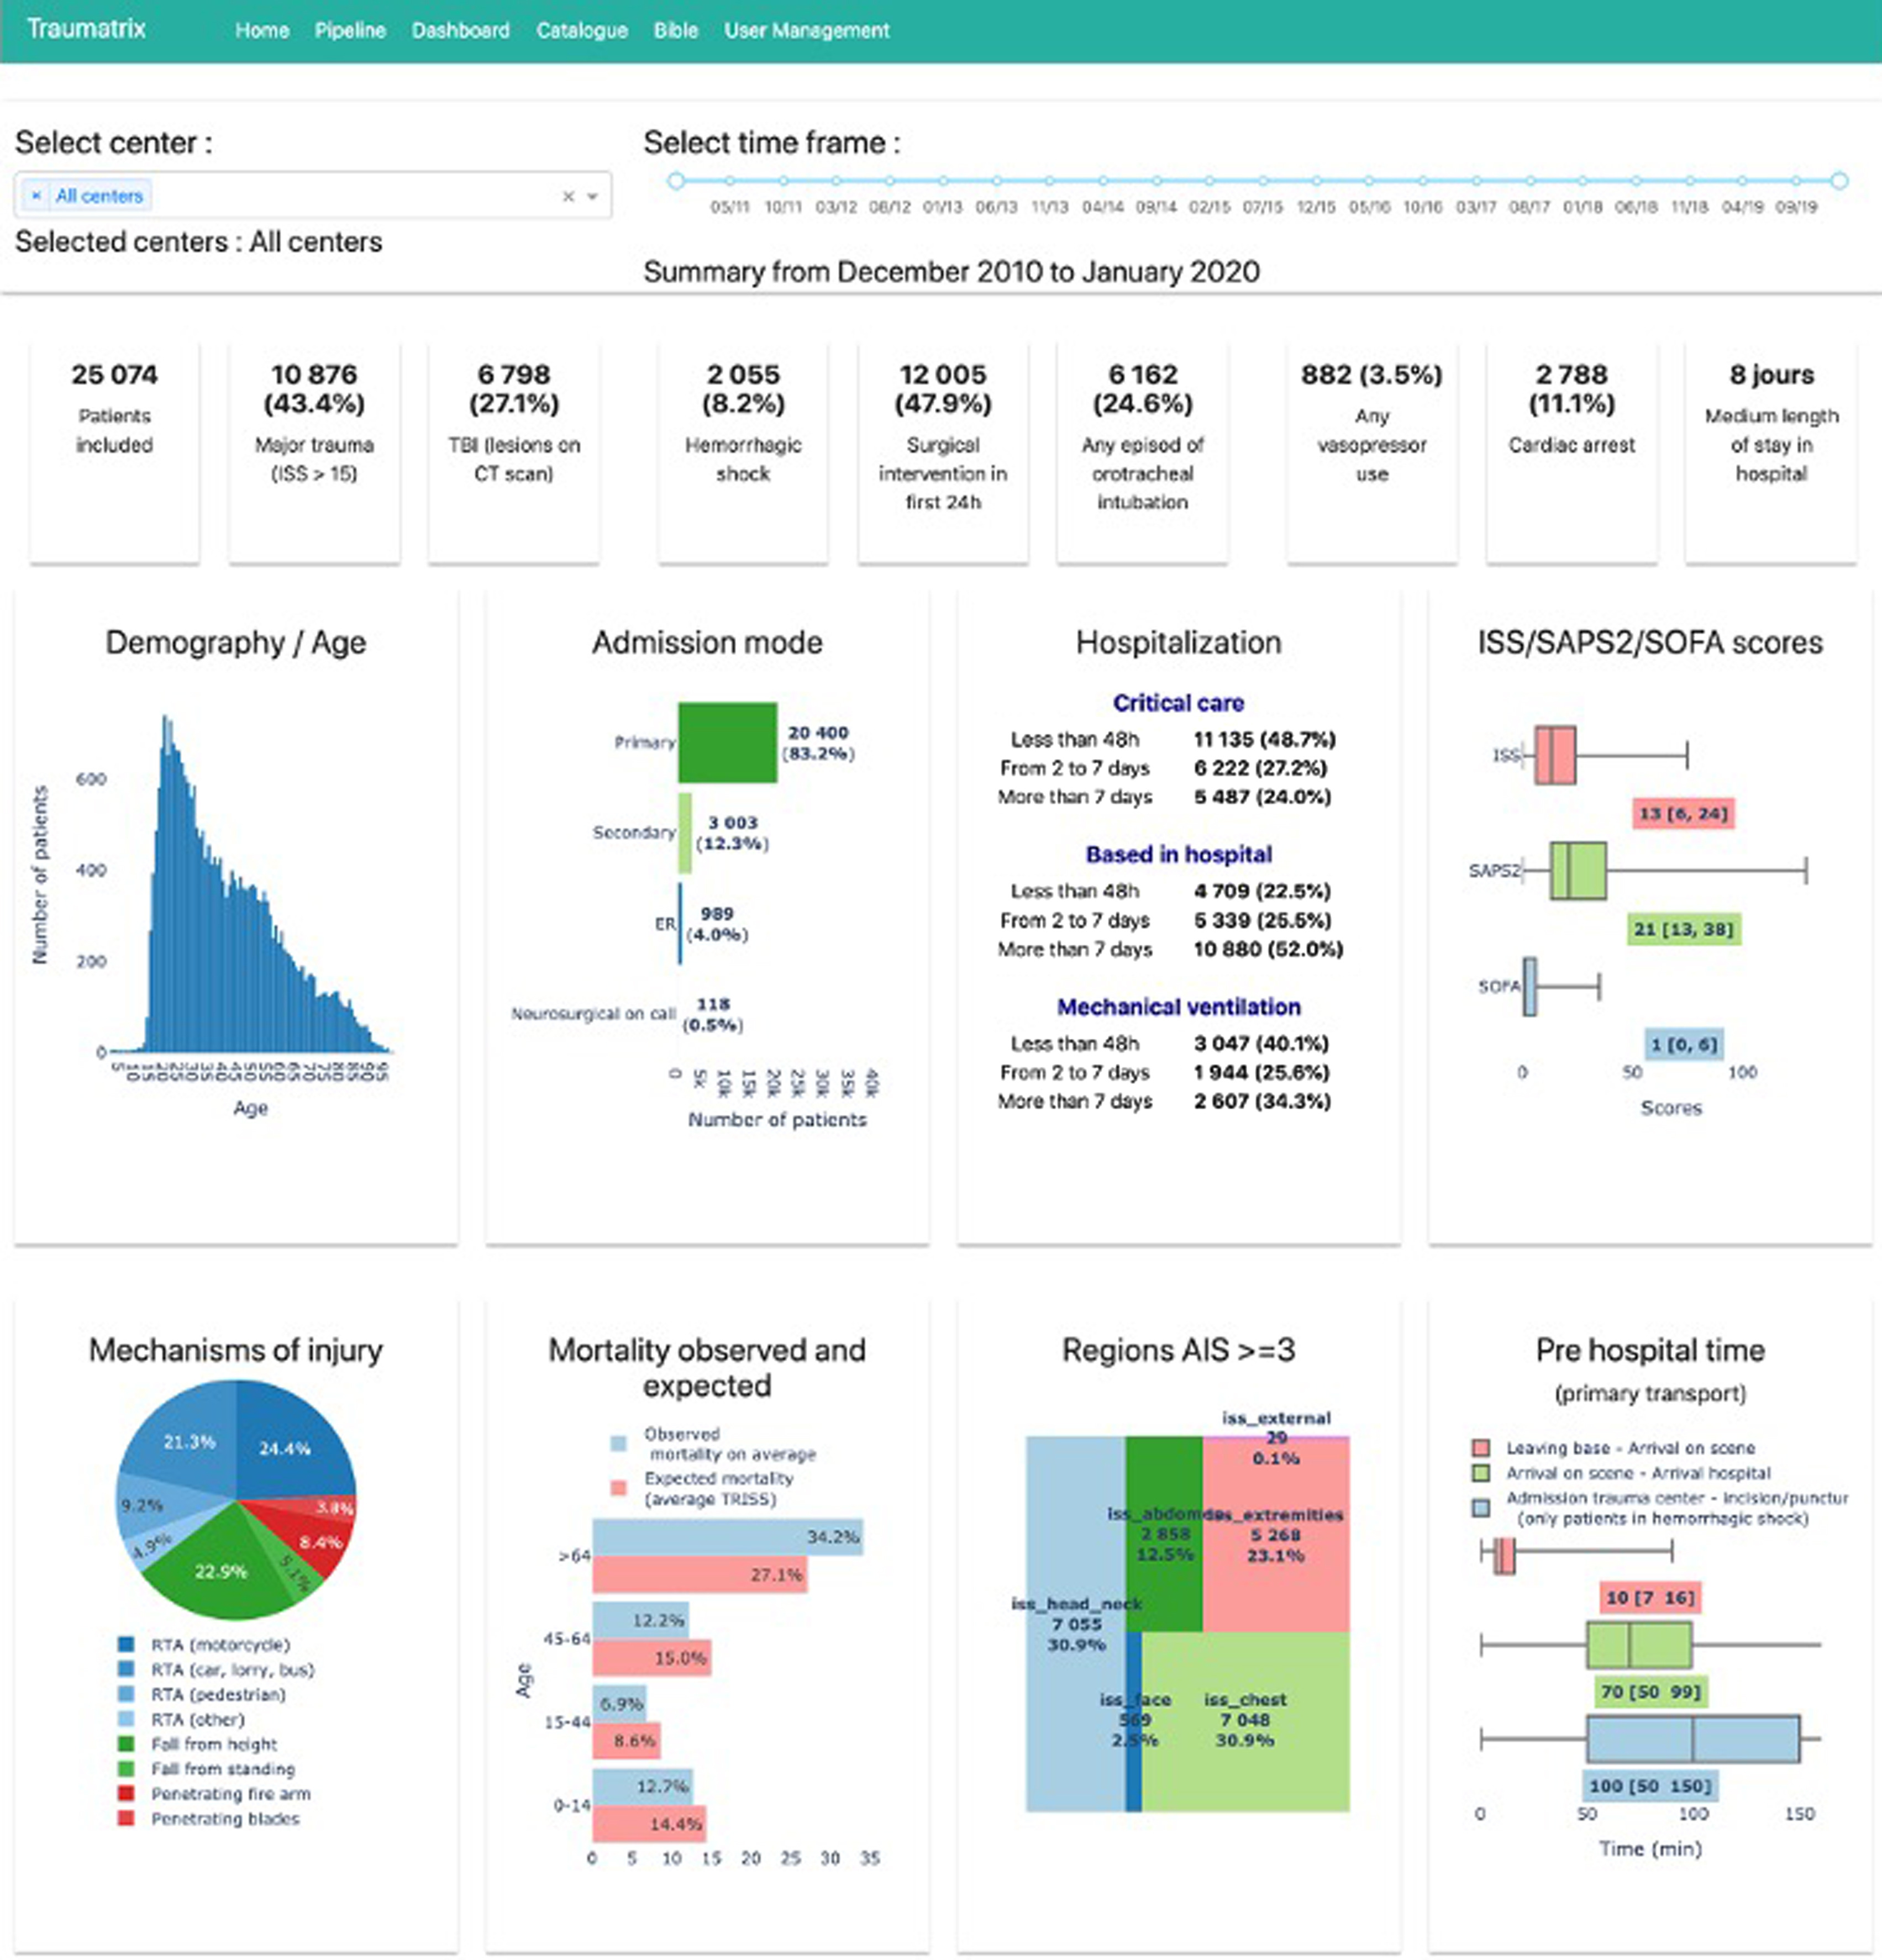 Traumatrix Home Pipeline Dashboard Catalogue Bible User Management
Select center :
× All centers × 
Selected centers : All centers
Select time frame :
05/11 10/11 03/12 08/12 01/13 06/13 11/13 04/14 09/14 02/15 07/15 12/15 05/16 10/16 03/17 08/17 01/18 06/18 11/18 04/19 09/19
Summary from December 2010 to January 2020
25 074
Patients
included
10 876
(43.4%)
Major trauma
(ISS > 15)
6 798
(27.1%)
TBI (lesions on
CT scan)
2 055
(8.2%)
Hemorrhagic
shock
12 005
(47.9%)
Surgical
intervention in
first 24h
6 162
(24.6%)
Any episod of
orotracheal
intubation
882 (3.5%)
Any
vasopressor
use
2 788
(11.1%)
Cardiac arrest
8 jours
Medium length
of stay in
hospital
Demography / Age
Number of patients
600
400
200
0
5 10 15 20 25 30 35 40 45 50 55 60 65 70 75 80 85 90 95
Age
Admission mode
Primary
20 400
(83.2%)
Secondary
3 003
(12.3%)
ER
989
(4.0%)
Neurosurgical on call
118
(0.5%)
0 5k 10k 15k 20k 25k 30k 35k 40k
Number of patients
Hospitalization
Critical care
Less than 48h 11 135 (48.7%)
From 2 to 7 days 6 222 (27.2%)
More than 7 days 5 487 (24.0%)
Based in hospital
Less than 48h 4 709 (22.5%)
From 2 to 7 days 5 339 (25.5%)
More than 7 days 10 880 (52.0%)
Mechanical ventilation
Less than 48h 3 047 (40.1%)
From 2 to 7 days 1 944 (25.6%)
More than 7 days 2 607 (34.3%)
ISS/SAPS2/SOFA scores
ISS
13 [6, 24]
SAPS2
21 [13, 38]
SOFA
1 [0, 6]
0 50 100
Scores
Mechanisms of injury
21.3% 24.4%
9.2% 3.8%
4.9% 8.4%
22.9% 5.1%
RTA (motorcycle)
RTA (car, lorry, bus)
RTA (pedestrian)
RTA (other)
Fall from height
Fall from standing
Penetrating fire arm
Penetrating blades
Mortality observed and
expected
Observed
mortality on average
Expected mortality
(average TRISS)
Age
>64
34.2%
27.1%
45-64
12.2%
15.0%
15-44
6.9%
8.6%
0-14
12.7%
14.4%
0 5 10 15 20 25 30 35
Regions AIS >=3
iss_external
29
0.1%
iss_extremities
5 268
23.1%
2 858
12.5%
iss_head_neck
7 055
30.9%
iss_face
569
2.5%
iss_chest
7 048
30.9%
Pre hospital time
(primary transport)
Leaving base - Arrival on scene
Arrival on scene - Arrival hospital
Admission trauma center - incision/punctur
(only patients in hemorrhagic shock)
10 [7 16]
70 [50 99]
100 [50 150]
0 50 100 150
Time (min)